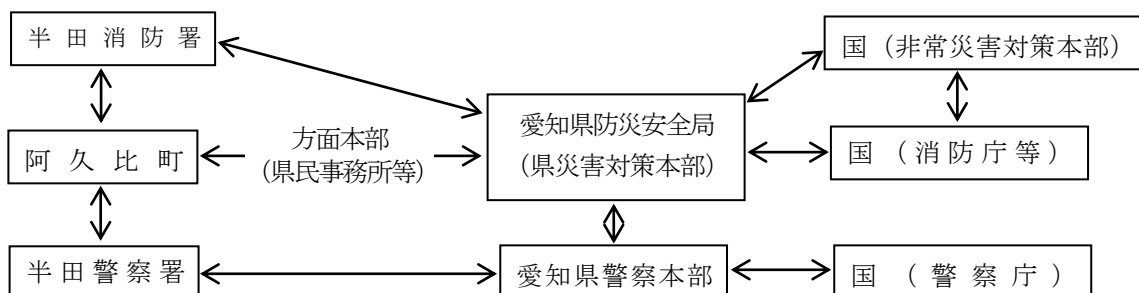 半田消防署
国（非常災害対策本部）
愛知県防災安全局
（県災害対策本部）
方面本部
（県民事務所等）
阿久比町
国（消防庁等）
半田警察署
愛知県警察本部
国（警察庁）